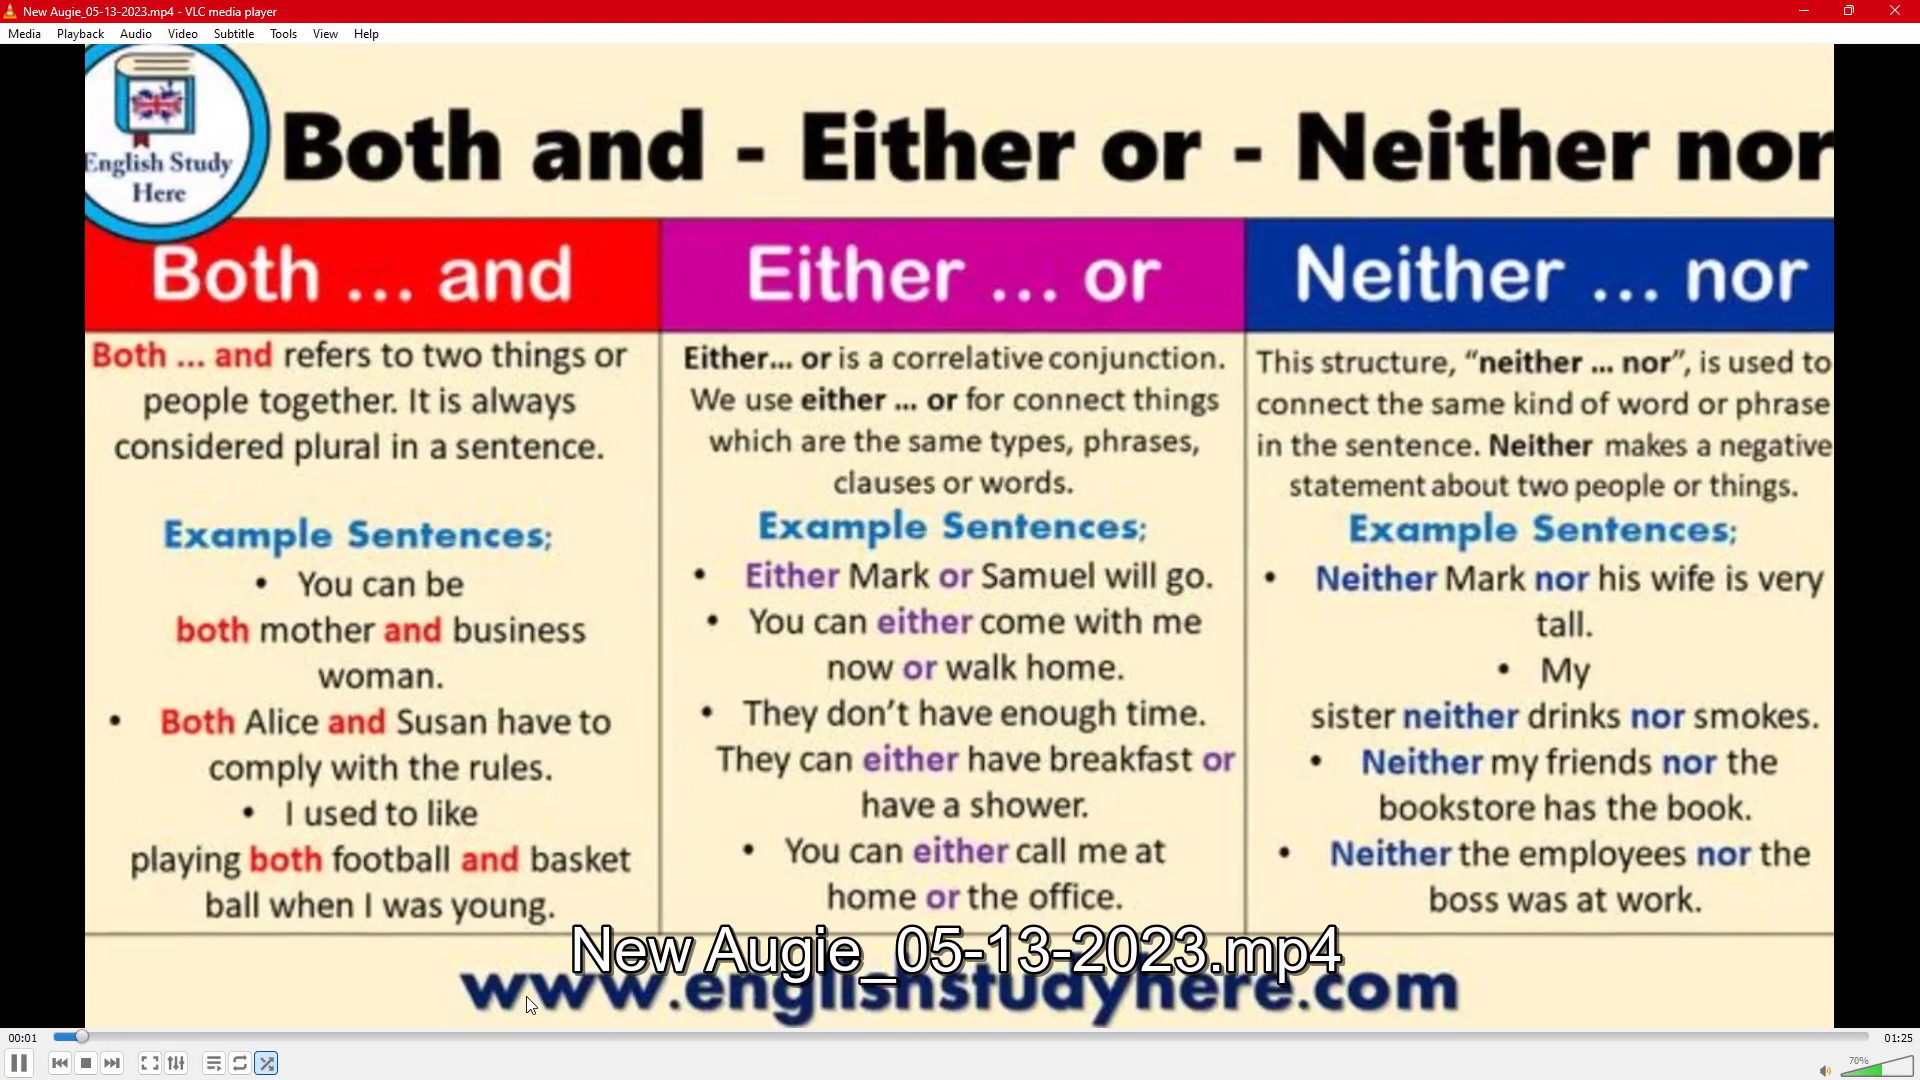 New Augie_05-13-2023.mp4 - VLC media player
Media Playback Audio Video Subtitle Tools View Help
English Study
Here
Both and - Either or - Neither nor
Both ... and
Both ... and refers to two things or
people together. It is always
considered plural in a sentence.
Example Sentences;
• You can be
both mother and business
woman.
• Both Alice and Susan have to
comply with the rules.
• I used to like
playing both football and basket
ball when I was young.
Either ... or
Either... or is a correlative conjunction.
We use either ... or for connect things
which are the same types, phrases,
clauses or words.
Example Sentences;
• Either Mark or Samuel will go.
• You can either come with me
now or walk home.
• They don't have enough time.
They can either have breakfast or
have a shower.
• You can either call me at
home or the office.
Neither ... nor
This structure, “neither ... nor”, is used to
connect the same kind of word or phrase
in the sentence. Neither makes a negative
statement about two people or things.
Example Sentences;
• Neither Mark nor his wife is very
tall.
• My
sister neither drinks nor smokes.
• Neither my friends nor the
bookstore has the book.
• Neither the employees nor the
boss was at work.
New Augie_05-13-2023.mp4
www.englishstudyhere.com
00:01
01:25
70%